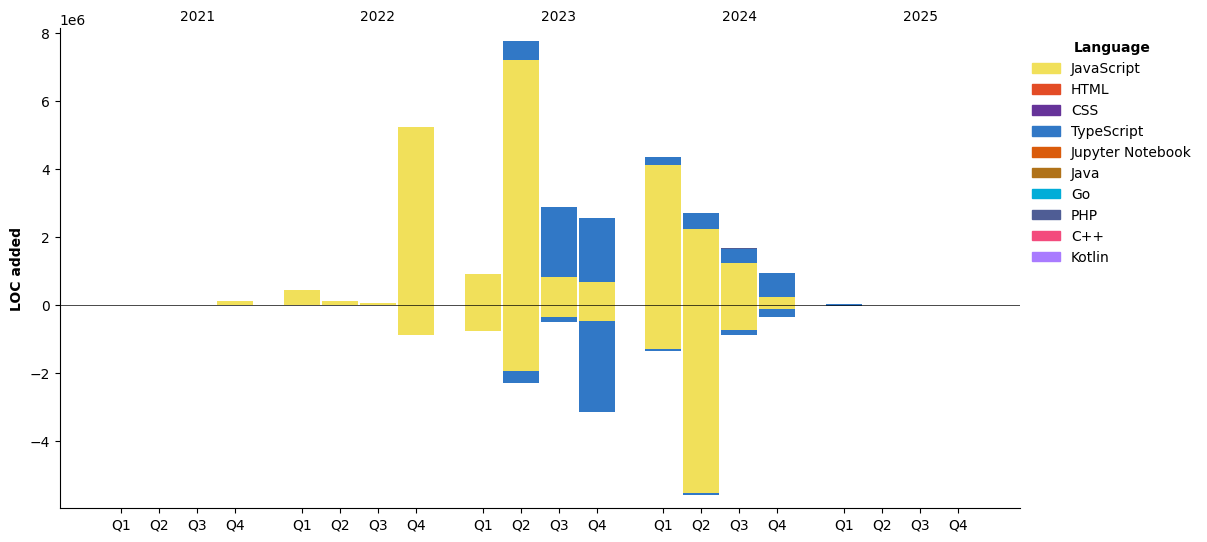 2021 2022 2023 2024 2025
1e6
8
6
4
2
0
−2
−4
LOC added
Q1 Q2 Q3 Q4 Q1 Q2 Q3 Q4 Q1 Q2 Q3 Q4 Q1 Q2 Q3 Q4 Q1 Q2 Q3 Q4
Language
JavaScript
HTML
CSS
TypeScript
Jupyter Notebook
Java
Go
PHP
C++
Kotlin